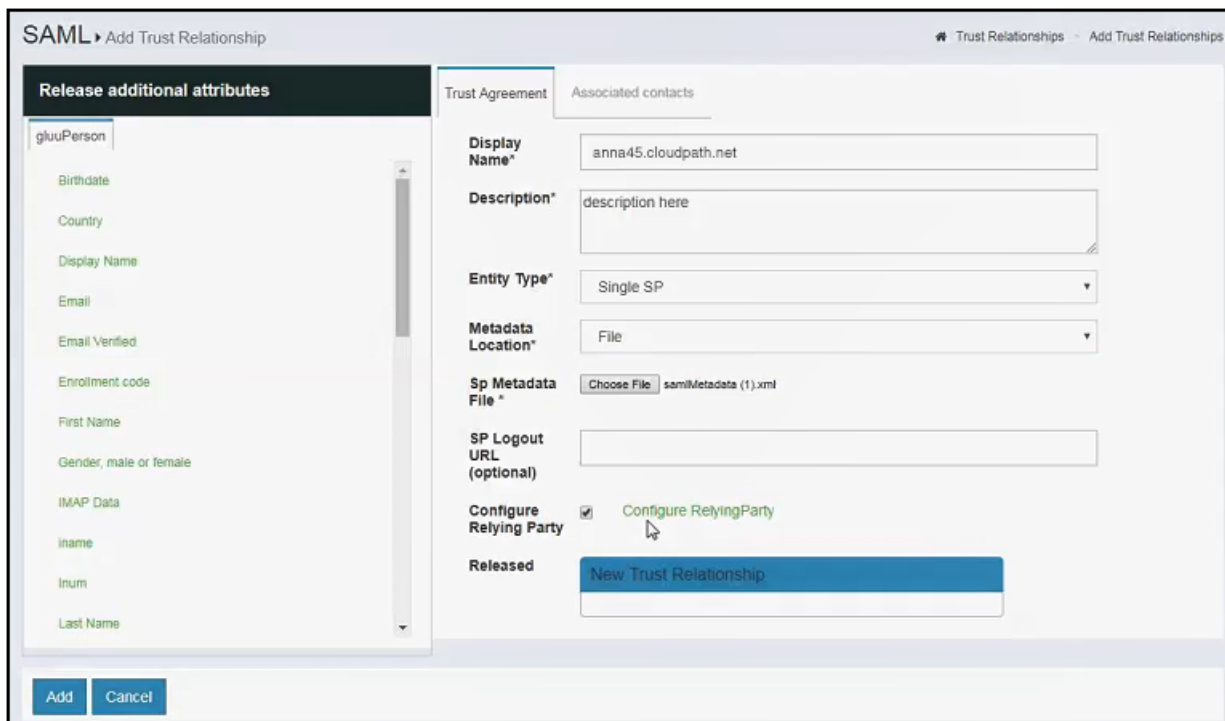 SAML › Add Trust Relationship
Trust Relationships - Add Trust Relationships
Release additional attributes
gluuPerson
Birthdate
Country
Display Name
Email
Email Verified
Enrollment code
First Name
Gender, male or female
IMAP Data
iname
Inum
Last Name
Trust Agreement
Associated contacts
Display
Name*
anna45.cloudpath.net
Description*
description here
Entity Type*
Single SP
Metadata
Location*
File
Sp Metadata
File *
Choose File samlMetadata (1).xml
SP Logout
URL
(optional)
Configure
Relying Party
Configure RelyingParty
Released
New Trust Relationship
Add
Cancel